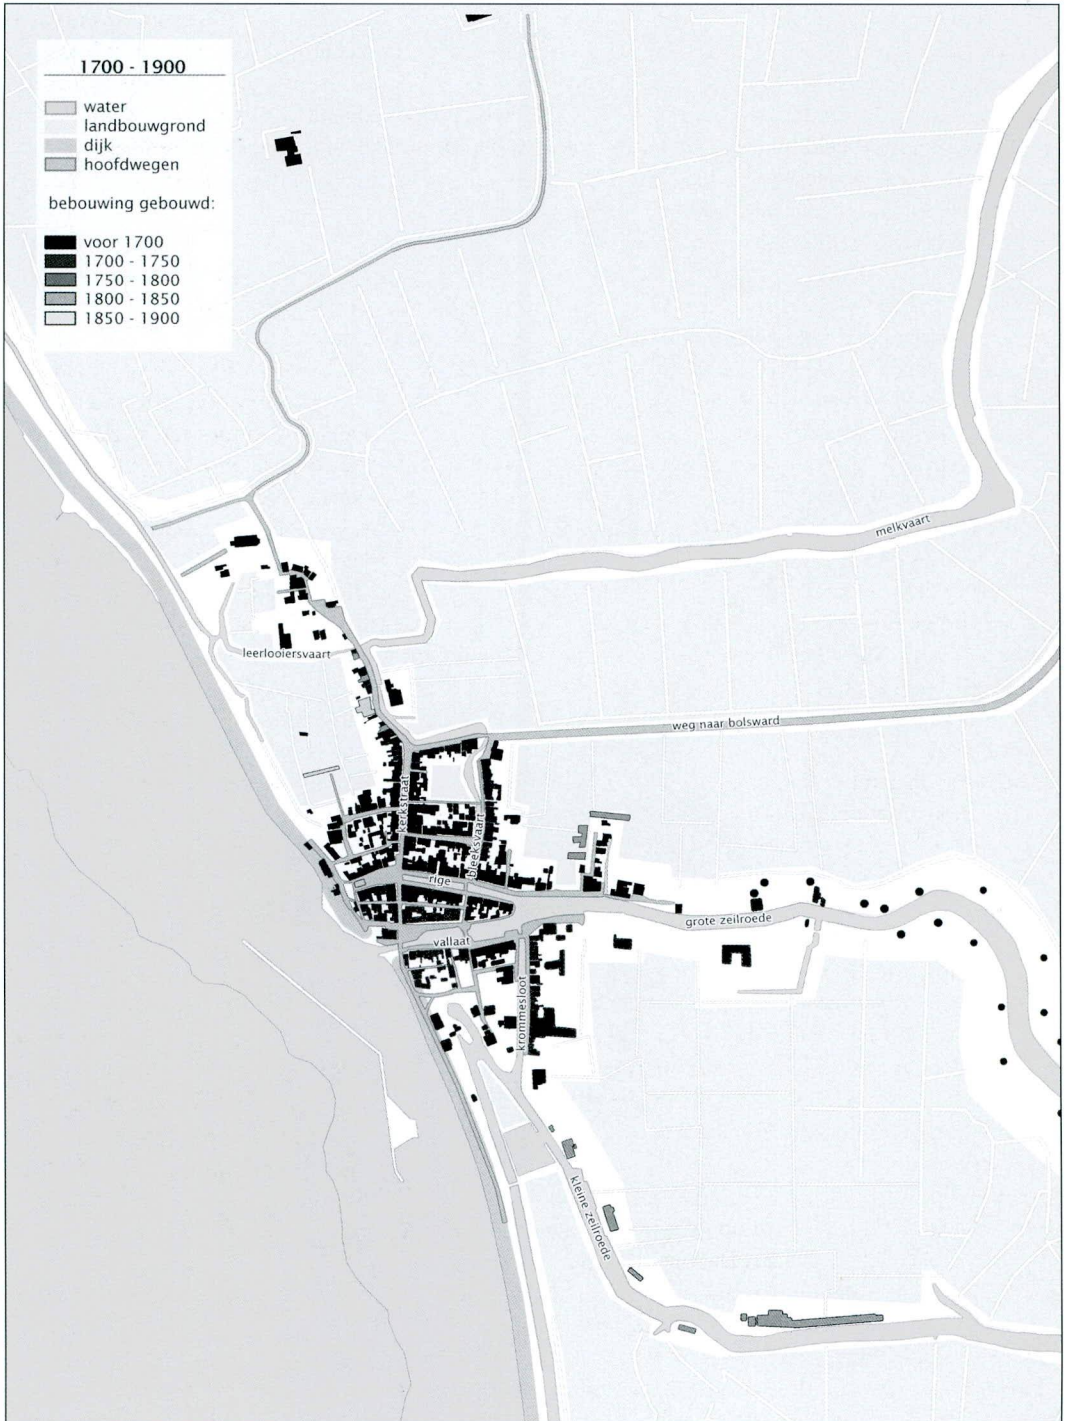 1700 - 1900
water
landbouwgrond
dijk
hoofdwegen
bebouwing gebouwd:
voor 1700
1700 - 1750
1750 - 1800
1800 - 1850
1850 - 1900
melkvaart
leerlooiersvaart
weg naar bolsward
kerkstraat
bleeksvaart
rige
grote zeilroede
vallaat
krommesloot
kleine zeilroede